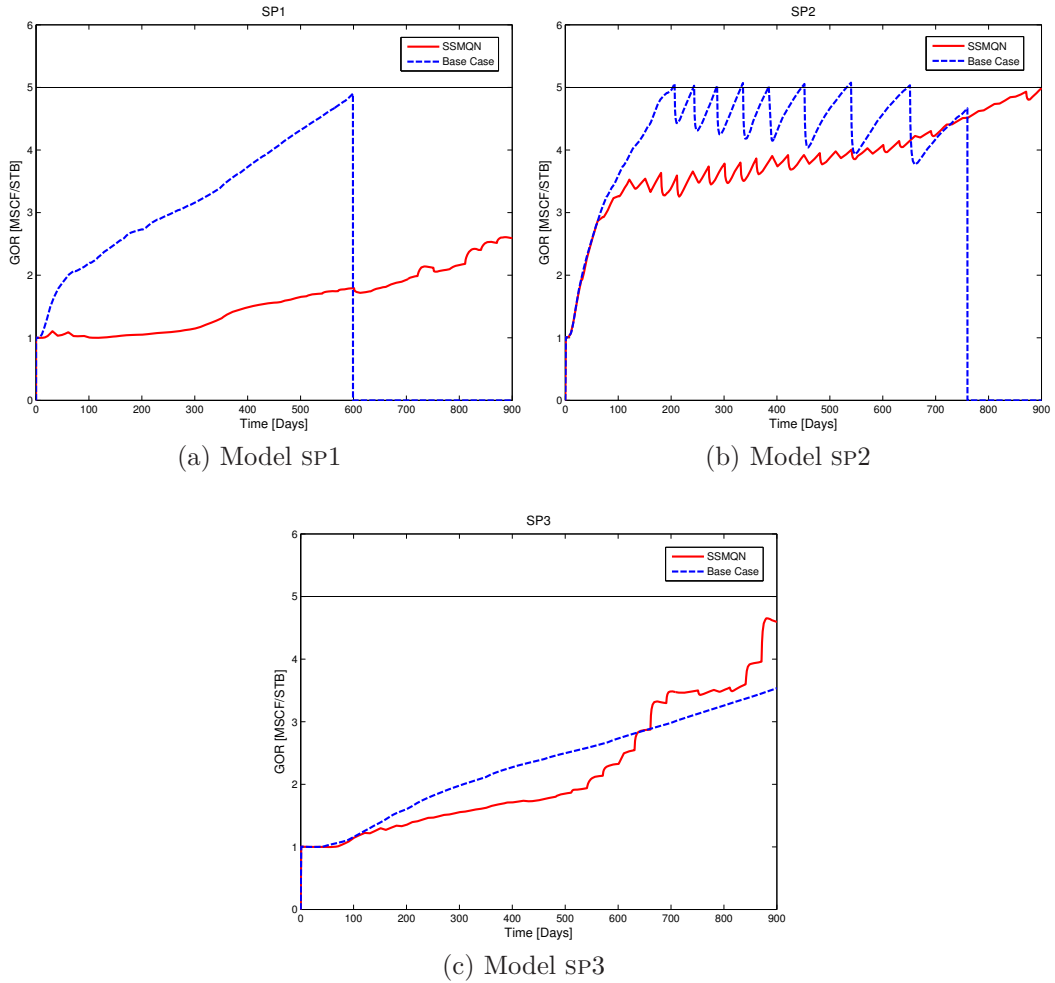 SP1
GOR [MSCF/STB]
6
5
4
3
2
1
0
SSMQN
Base Case
0 100 200 300 400 500 600 700 800 900
Time [Days]
(a) Model SP1
SP2
GOR [MSCF/STB]
6
5
4
3
2
1
0
SSMQN
Base Case
0 100 200 300 400 500 600 700 800 900
Time [Days]
(b) Model SP2
SP3
GOR [MSCF/STB]
6
5
4
3
2
1
0
SSMQN
Base Case
0 100 200 300 400 500 600 700 800 900
Time [Days]
(c) Model SP3